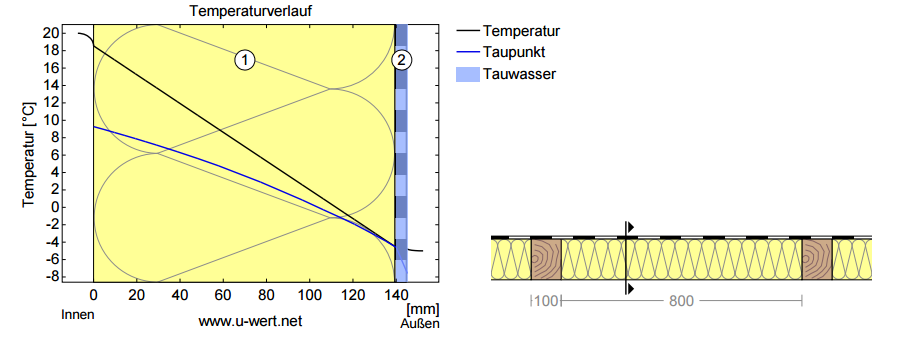 Temperaturverlauf
Temperatur [°C]
20
18
16
14
12
10
8
6
4
2
0
-2
-4
-6
-8
1
2
0 20 40 60 80 100 120 140 [mm]
Innen www.u-wert.net Außen
Temperatur
Taupunkt
Tauwasser
100 800